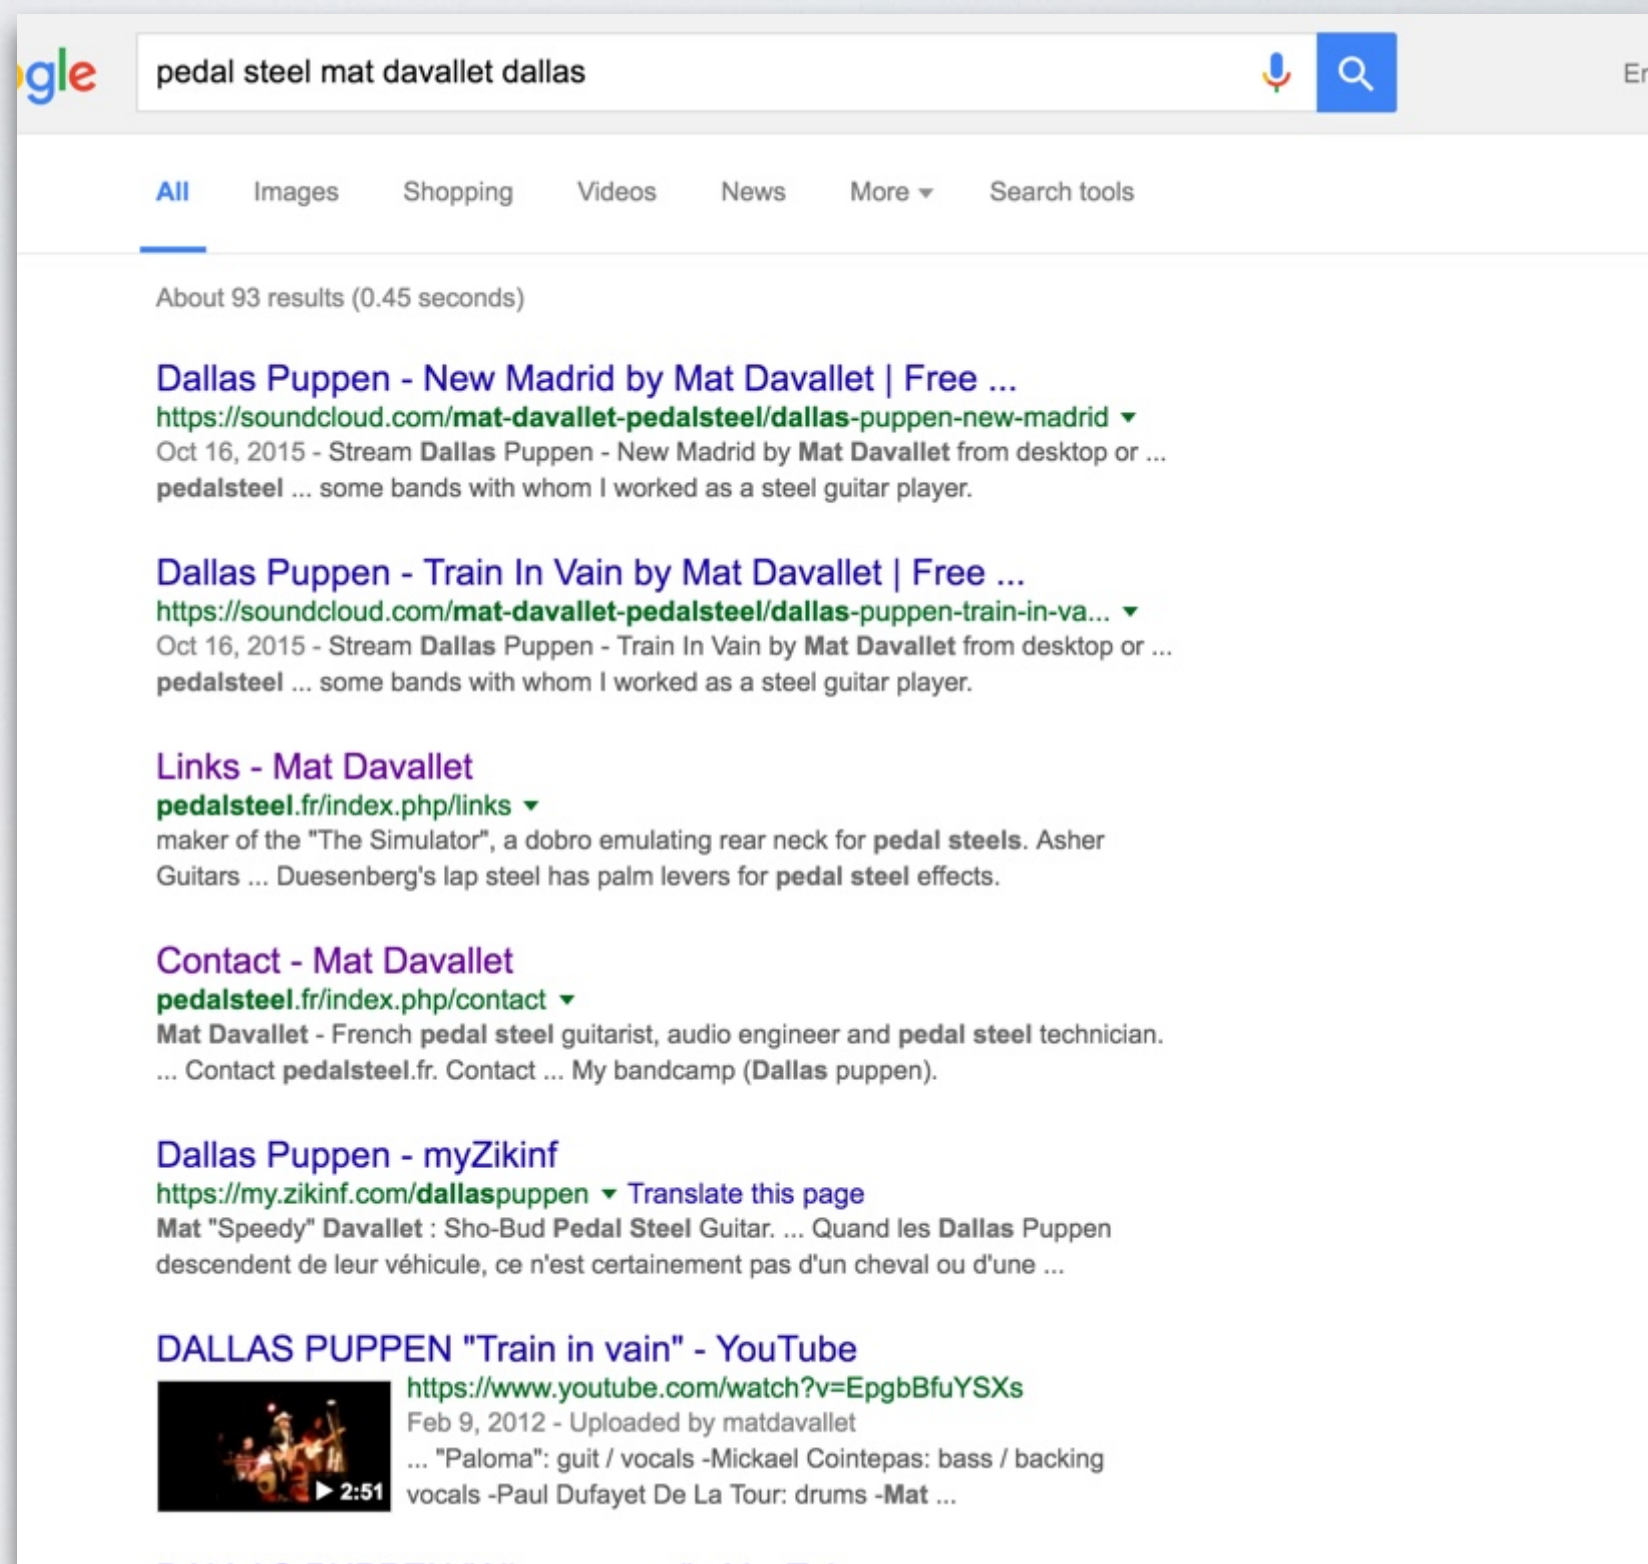 gle
pedal steel mat davallet dallas
All Images Shopping Videos News More Search tools
About 93 results (0.45 seconds)
Dallas Puppen - New Madrid by Mat Davallet | Free ...
https://soundcloud.com/mat-davallet-pedalsteel/dallas-puppen-new-madrid
Oct 16, 2015 - Stream Dallas Puppen - New Madrid by Mat Davallet from desktop or ...
pedalsteel ... some bands with whom I worked as a steel guitar player.
Dallas Puppen - Train In Vain by Mat Davallet | Free ...
https://soundcloud.com/mat-davallet-pedalsteel/dallas-puppen-train-in-va...
Oct 16, 2015 - Stream Dallas Puppen - Train In Vain by Mat Davallet from desktop or ...
pedalsteel ... some bands with whom I worked as a steel guitar player.
Links - Mat Davallet
pedalsteel.fr/index.php/links
maker of the "The Simulator", a dobro emulating rear neck for pedal steels. Asher
Guitars ... Duesenberg's lap steel has palm levers for pedal steel effects.
Contact - Mat Davallet
pedalsteel.fr/index.php/contact
Mat Davallet - French pedal steel guitarist, audio engineer and pedal steel technician.
... Contact pedalsteel.fr. Contact ... My bandcamp (Dallas puppen).
Dallas Puppen - myZikinf
https://my.zikinf.com/dallaspuppen Translate this page
Mat "Speedy" Davallet : Sho-Bud Pedal Steel Guitar. ... Quand les Dallas Puppen
descendent de leur véhicule, ce n'est certainement pas d'un cheval ou d'une ...
DALLAS PUPPEN "Train in vain" - YouTube
https://www.youtube.com/watch?v=EpgbBfuYSXs
Feb 9, 2012 - Uploaded by matdavallet
... "Paloma": guit / vocals -Mickael Cointepas: bass / backing
2:51
vocals -Paul Dufayet De La Tour: drums -Mat ...